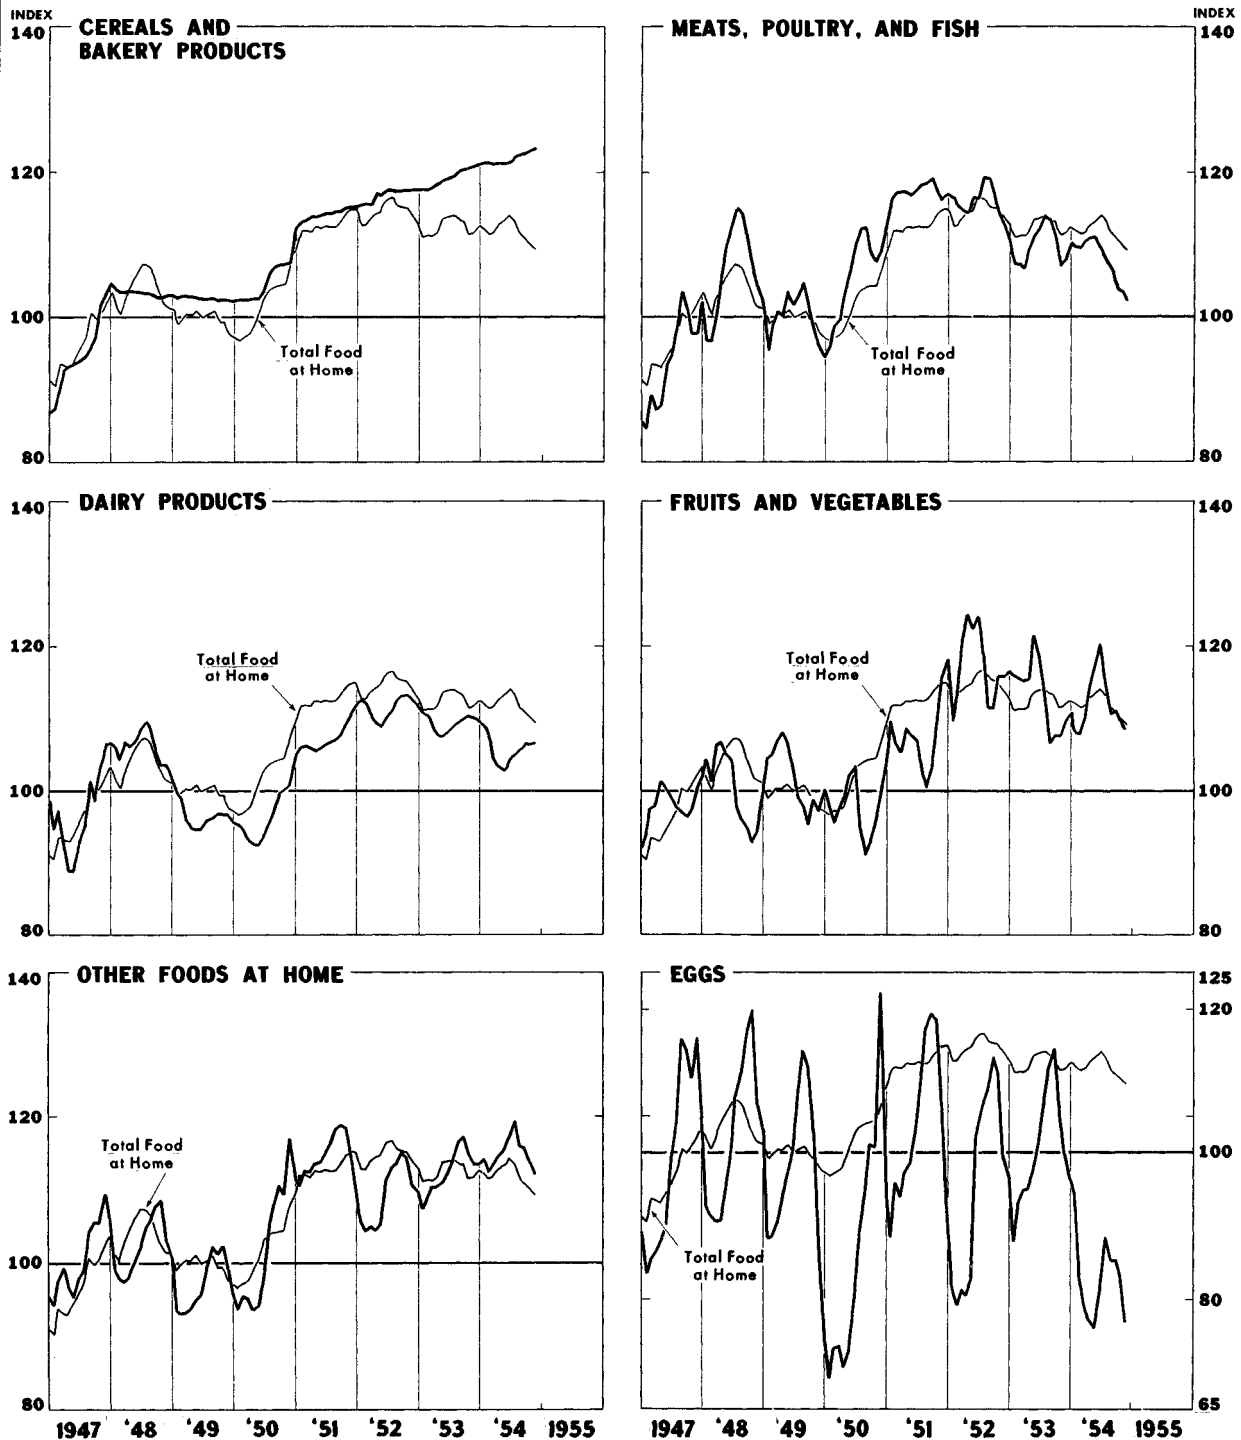 INDEX
140
CEREALS AND
BAKERY PRODUCTS
120
100
Total Food
at Home
80
MEATS, POULTRY, AND FISH
INDEX
140
120
100
Total Food
at Home
80
140
DAIRY PRODUCTS
120
Total Food
at Home
100
80
FRUITS AND VEGETABLES
140
120
Total Food
at Home
100
80
140
OTHER FOODS AT HOME
120
Total Food
at Home
100
80
1947 '48 '49 '50 '51 '52 '53 '54 1955
EGGS
125
120
100
Total Food
at Home
80
65
1947 '48 '49 '50 '51 '52 '53 '54 1955